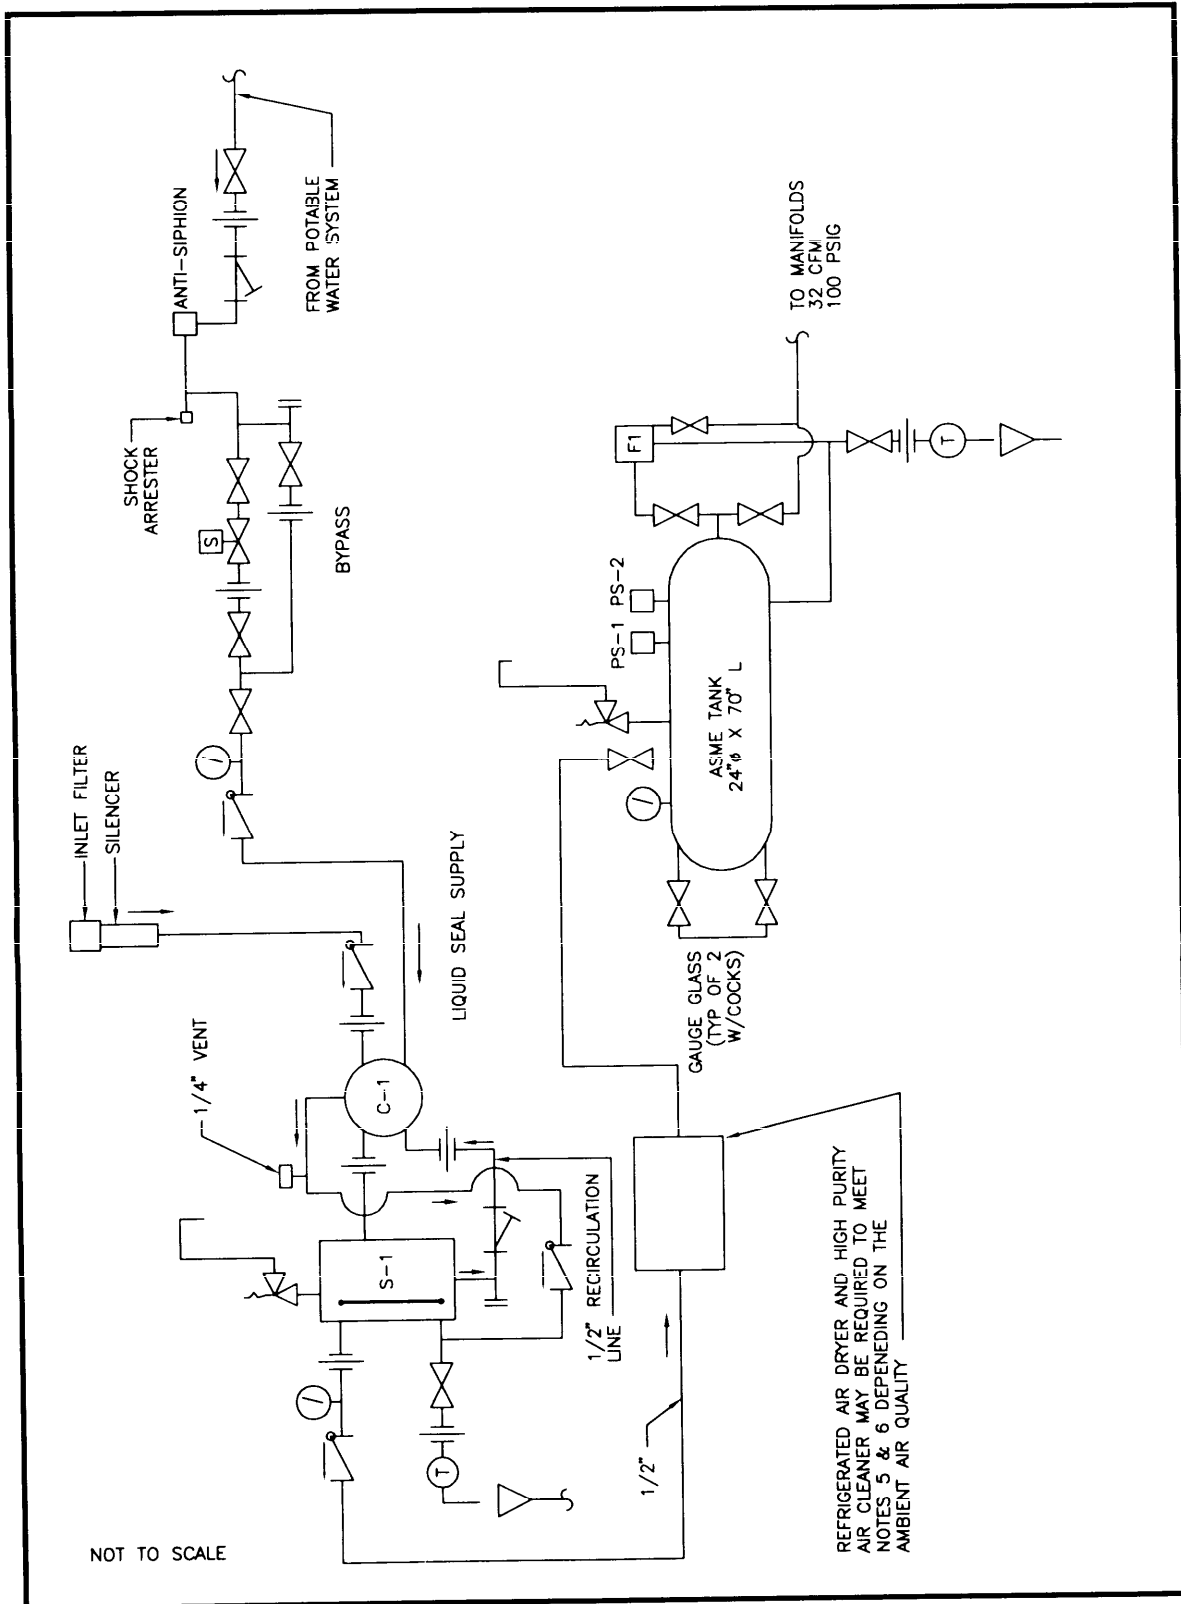 FROM POTABLE
WATER SYSTEM
ANTI-SIPHION
SHOCK
ARRESTER
S
BYPASS
INLET FILTER
SILENCER
LIQUID SEAL SUPPLY
1/4" VENT
C-1
S-1
1/2" RECIRCULATION
LINE
T
NOT TO SCALE
TO MANIFOLDS
32 CFM
100 PSIG
F1
T
PS-1 PS-2
ASME TANK
24"ø X 70" L
GAUGE GLASS
(TYP OF 2
W/COCKS)
1/2"
REFRIGERATED AIR DRYER AND HIGH PURITY
AIR CLEANER MAY BE REQUIRED TO MEET
NOTES 5 & 6 DEPENEDING ON THE
AMBIENT AIR QUALITY